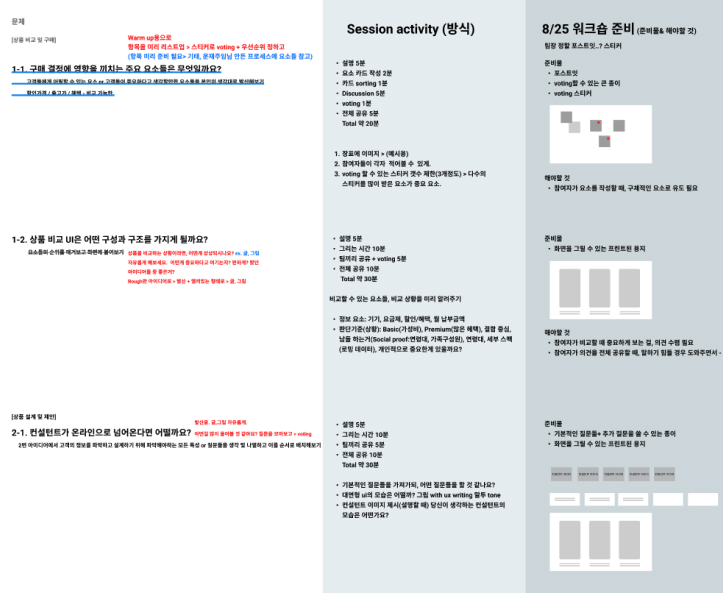 문제
[상품 비교 및 구매]
Warm up용으로
항목을 미리 리스트업 > 스티커로 voting + 우선순위 정하고
(항목 미리 준비 필요> 기태, 문재주임님 만든 프로세스에 요소들 참고)
1-1. 구매 결정에 영향을 끼치는 주요 요소들은 무엇일까요?
고객들에게 어필할 수 있는 요소 or 고객들이 중요하다고 생각할만한 요소들을 본인의 생각대로 발산해보기
할인가격 / 출고가 / 혜택 - 비교 가능한
1-2. 상품 비교 UI은 어떤 구성과 구조를 가지게 될까요?
요소들의 순위를 매겨보고 화면에 붙여보기
상품을 비교하는 상황이라면, 어떤게 상상되시나요? ex. 글, 그림
자유롭게 해보세요.
아이디어들 중 좋은거?
Rough한 아이디어로 > 발산 + 열려있는 형태로 > 글, 그림
[상품 설계 및 제안]
발산용. 글,그림 자유롭게.
2-1. 컨설턴트가 온라인으로 넘어온다면 어떨까요?
어떤걸 많이 물어볼 것 같아요? 질문을 모아보고 > voting
2번 아이디어에서 고객의 정보를 파악하고 설계하기 위해 파악해야하는 모든 특성 or 질문들을 생각 및 나열하고 이를 순서로 배치해보기
Session activity (방식)
• 설명 5분
• 요소 카드 작성 2분
• 카드 sorting 1분
• Discussion 5분
• voting 1분
• 전체 공유 5분
Total 약 20분
1. 장표에 이미지 > (예시용)
2. 참여자들이 각자 적어볼 수 있게.
3. voting 할 수 있는 스티커 갯수 제한(3개정도) > 다수의
스티커를 많이 받은 요소가 중요 요소.
• 설명 5분
• 그리는 시간 10분
• 팀끼리 공유 + voting 5분
• 전체 공유 10분
Total 약 30분
비교할 수 있는 요소들, 비교 상황을 미리 알려주기
• 정보 요소: 기기, 요금제, 할인/혜택, 월 납부금액
• 판단기준(상황): Basic(가성비), Premium(많은 혜택), 결합 중심,
남들 하는거(Social proof:연령대, 가족구성원), 연령대, 세부 스펙
(로밍 데이터), 개인적으로 중요한게 있을까요?
• 설명 5분
• 그리는 시간 10분
• 팀끼리 공유 5분
• 전체 공유 10분
Total 약 30분
• 기본적인 질문들을 가져가되, 어떤 질문들을 할 것 같나요?
• 대면형 ui의 모습은 어떨까? 그림 with ux writing 말투 tone
• 컨설턴트 이미지 제시(설명할 때) 당신이 생각하는 컨설턴트의
모습은 어떤가요?
8/25 워크숍 준비 (준비물& 해야할 것)
팀장 정할 포스트잇..? 스티커
준비물
• 포스트잇
• voting할 수 있는 큰 종이
• voting 스티커
해야할 것
• 참여자가 요소를 작성할 때, 구체적인 요소로 유도 필요
준비물
• 화면을 그릴 수 있는 프린트된 용지
해야할 것
• 참여자가 비교할 때 중요하게 보는 걸, 의견 수렴 필요
• 참여자가 의견을 전체 공유할 때, 말하기 힘들 경우 도와주면서 -
준비물
• 기본적인 질문들+ 추가 질문을 쓸 수 있는 종이
• 화면을 그릴 수 있는 프린트된 용지